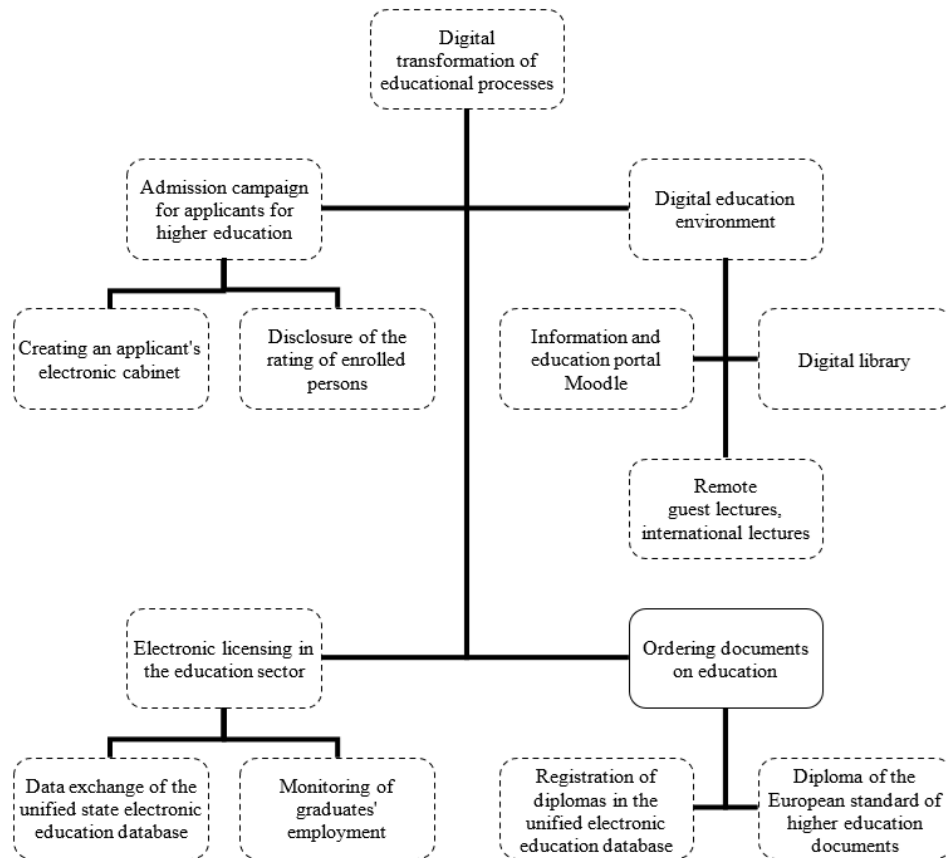 Digital
transformation of
educational processes
Admission campaign
for applicants for
higher education
Digital education
environment
Creating an applicant's
electronic cabinet
Disclosure of the
rating of enrolled
persons
Information and
education portal
Moodle
Digital library
Remote
guest lectures,
international lectures
Electronic licensing in
the education sector
Ordering documents
on education
Data exchange of the
unified state electronic
education database
Monitoring of
graduates'
employment
Registration of
diplomas in the
unified electronic
education database
Diploma of the
European standard of
higher education
documents